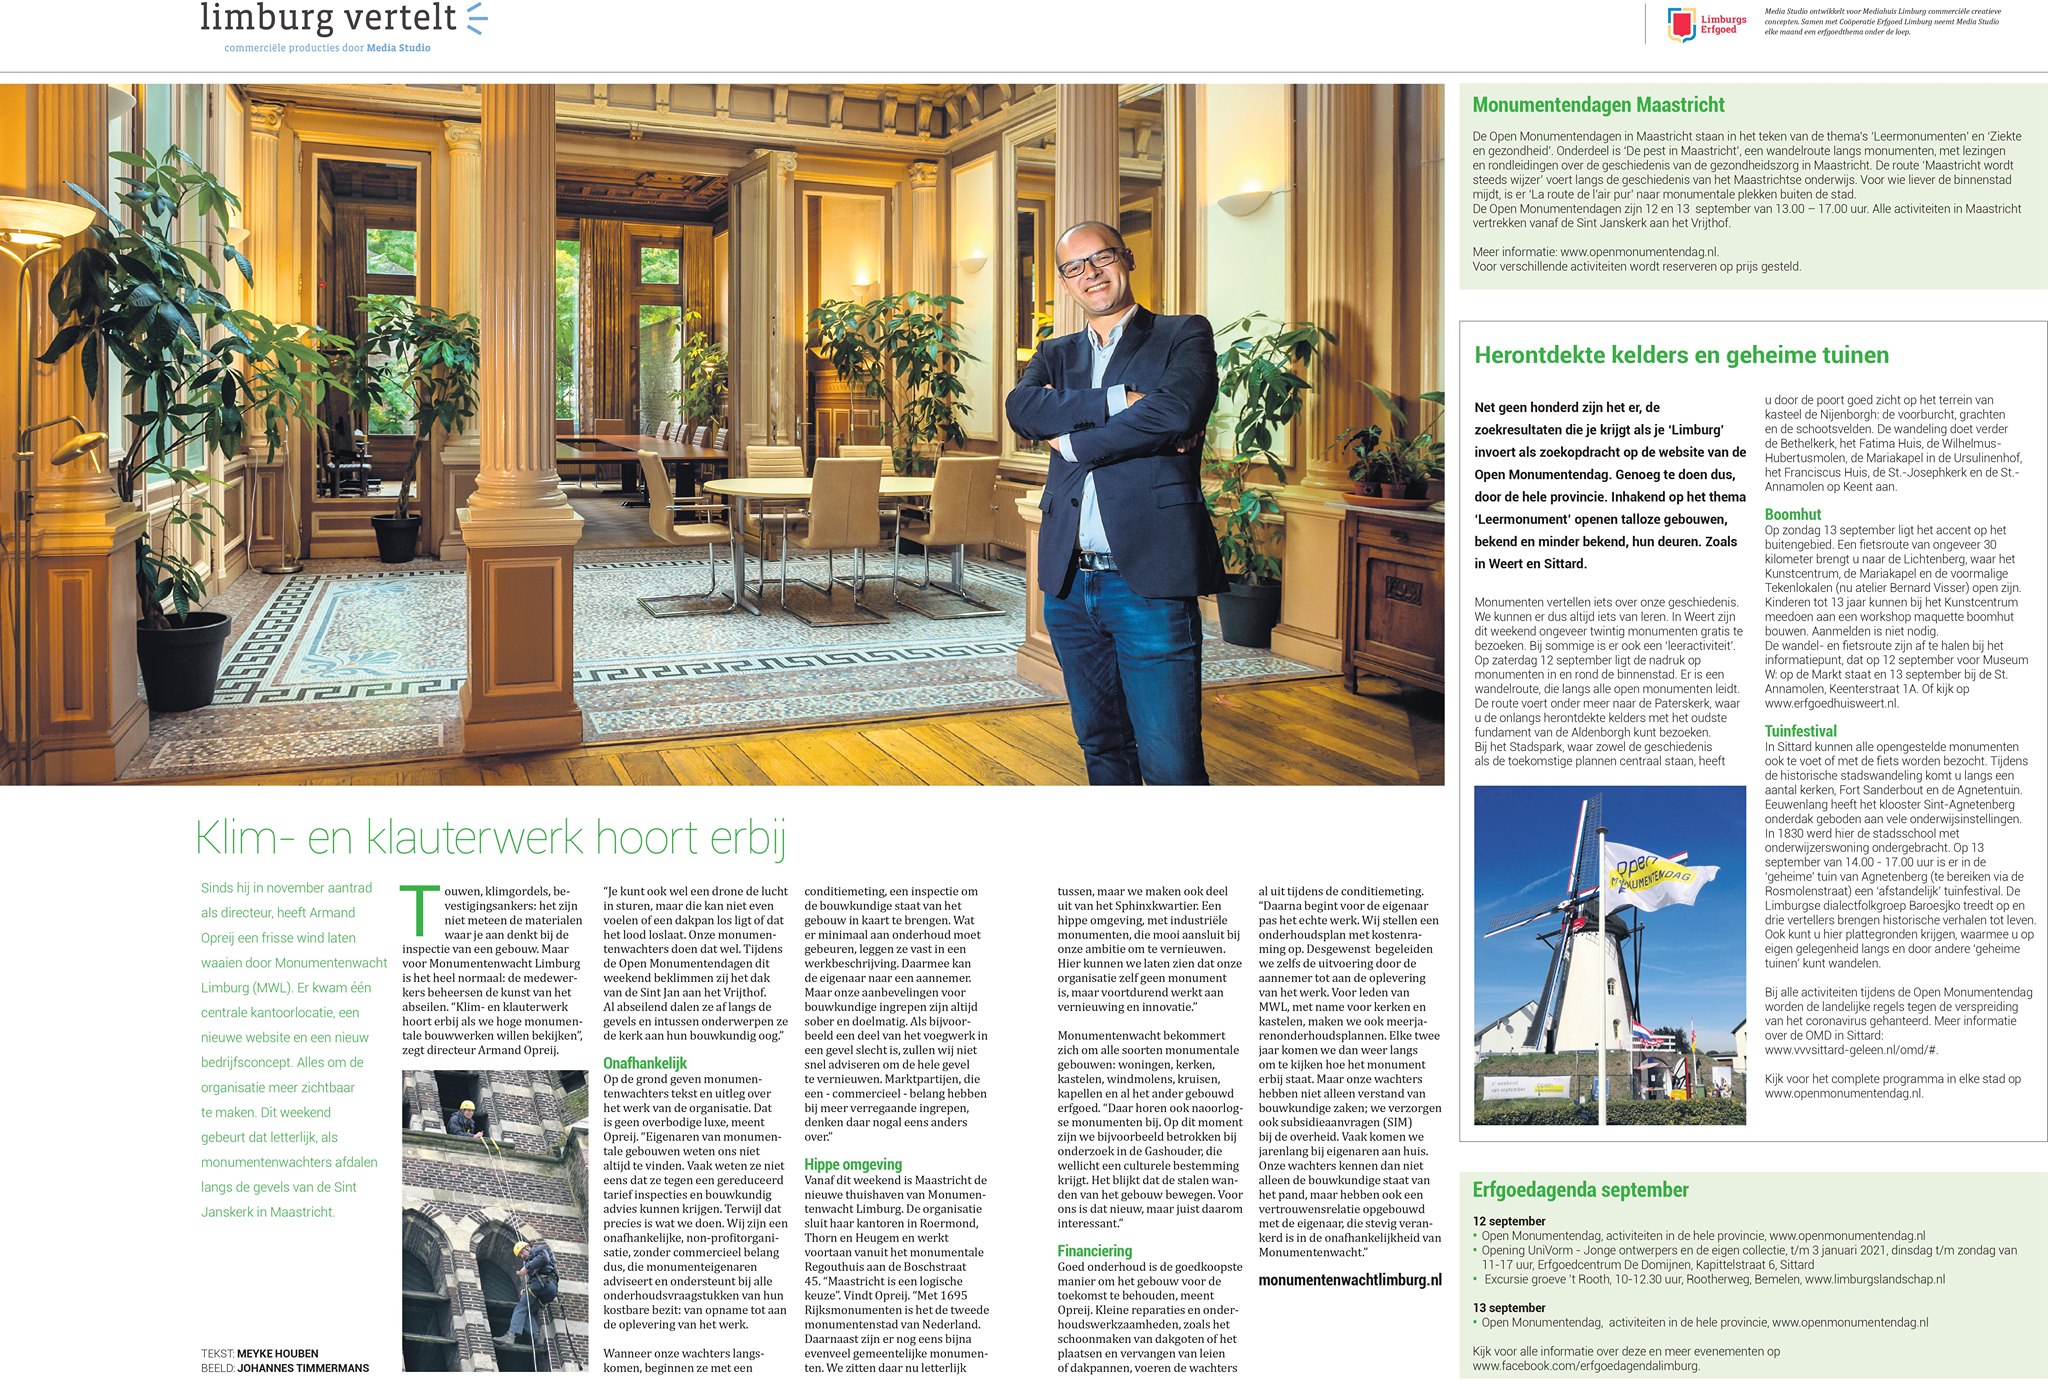 limburg vertelt
commerciële producties door Media Studio
Limburgs
Erfgoed
Media Studio ontwikkelt voor Mediahuis Limburg commerciële creatieve
concepten. Samen met Coöperatie Erfgoed Limburg neemt Media Studio
elke maand een erfgoedthema onder de loep.
Klim- en klauterwerk hoort erbij
Sinds hij in november aantrad
als directeur, heeft Armand
Opreij een frisse wind laten
waaien door Monumentenwacht
Limburg (MWL). Er kwam één
centrale kantoorlocatie, een
nieuwe website en een nieuw
bedrijfsconcept. Alles om de
organisatie meer zichtbaar
te maken. Dit weekend
gebeurt dat letterlijk, als
monumentenwachters afdalen
langs de gevels van de Sint
Janskerk in Maastricht.
TEKST: MEYKE HOUBEN
BEELD: JOHANNES TIMMERMANS
Touwen, klimgordels, be-
vestigingsankers: het zijn
niet meteen de materialen
waar je aan denkt bij de
inspectie van een gebouw. Maar
voor Monumentenwacht Limburg
is het heel normaal: de medewer-
kers beheersen de kunst van het
abseilen. “Klim- en klauterwerk
hoort erbij als we hoge monumen-
tale bouwwerken willen bekijken”,
zegt directeur Armand Opreij.
“Je kunt ook wel een drone de lucht
in sturen, maar die kan niet even
voelen of een dakpan los ligt of dat
het lood loslaat. Onze monumen-
tenwachters doen dat wel. Tijdens
de Open Monumentendagen dit
weekend beklimmen zij het dak
van de Sint Jan aan het Vrijthof.
Al abseilend dalen ze af langs de
gevels en intussen onderwerpen ze
de kerk aan hun bouwkundig oog.”
Onafhankelijk
Op de grond geven monumen-
tenwachters tekst en uitleg over
het werk van de organisatie. Dat
is geen overbodige luxe, meent
Opreij. “Eigenaren van monumen-
tale gebouwen weten ons niet
altijd te vinden. Vaak weten ze niet
eens dat ze tegen een gereduceerd
tarief inspecties en bouwkundig
advies kunnen krijgen. Terwijl dat
precies is wat we doen. Wij zijn een
onafhankelijke, non-profitorgani-
satie, zonder commercieel belang
dus, die monumenteigenaren
adviseert en ondersteunt bij alle
onderhoudsvraagstukken van hun
kostbare bezit: van opname tot aan
de oplevering van het werk.
Wanneer onze wachters langs-
komen, beginnen ze met een
conditiemeting, een inspectie om
de bouwkundige staat van het
gebouw in kaart te brengen. Wat
er minimaal aan onderhoud moet
gebeuren, leggen ze vast in een
werkbeschrijving. Daarmee kan
de eigenaar naar een aannemer.
Maar onze aanbevelingen voor
bouwkundige ingrepen zijn altijd
sober en doelmatig. Als bijvoor-
beeld een deel van het voegwerk in
een gevel slecht is, zullen wij niet
snel adviseren om de hele gevel
te vernieuwen. Marktpartijen, die
een - commercieel - belang hebben
bij meer verregaande ingrepen,
denken daar nogal eens anders
over.”
Hippe omgeving
Vanaf dit weekend is Maastricht de
nieuwe thuishaven van Monumen-
tenwacht Limburg. De organisatie
sluit haar kantoren in Roermond,
Thorn en Heugem en werkt
voortaan vanuit het monumentale
Regouthuis aan de Boschstraat
45. “Maastricht is een logische
keuze”. Vindt Opreij. “Met 1695
Rijksmonumenten is het de tweede
monumentenstad van Nederland.
Daarnaast zijn er nog eens bijna
evenveel gemeentelijke monumen-
ten. We zitten daar nu letterlijk
tussen, maar we maken ook deel
uit van het Sphinxkwartier. Een
hippe omgeving, met industriële
monumenten, die mooi aansluit bij
onze ambitie om te vernieuwen.
Hier kunnen we laten zien dat onze
organisatie zelf geen monument
is, maar voortdurend werkt aan
vernieuwing en innovatie.”
Monumentenwacht bekommert
zich om alle soorten monumentale
gebouwen: woningen, kerken,
kastelen, windmolens, kruisen,
kapellen en al het ander gebouwd
erfgoed. “Daar horen ook naoorlog-
se monumenten bij. Op dit moment
zijn we bijvoorbeeld betrokken bij
onderzoek in de Gashouder, die
wellicht een culturele bestemming
krijgt. Het blijkt dat de stalen wan-
den van het gebouw bewegen. Voor
ons is dat nieuw, maar juist daarom
interessant.”
Financiering
Goed onderhoud is de goedkoopste
manier om het gebouw voor de
toekomst te behouden, meent
Opreij. Kleine reparaties en onder-
houdswerkzaamheden, zoals het
schoonmaken van dakgoten of het
plaatsen en vervangen van leien
of dakpannen, voeren de wachters
al uit tijdens de conditiemeting.
“Daarna begint voor de eigenaar
pas het echte werk. Wij stellen een
onderhoudsplan met kostenra-
ming op. Desgewenst begeleiden
we zelfs de uitvoering door de
aannemer tot aan de oplevering
van het werk. Voor leden van
MWL, met name voor kerken en
kastelen, maken we ook meerja-
renonderhoudsplannen. Elke twee
jaar komen we dan weer langs
om te kijken hoe het monument
erbij staat. Maar onze wachters
hebben niet alleen verstand van
bouwkundige zaken; we verzorgen
ook subsidieaanvragen (SIM)
bij de overheid. Vaak komen we
jarenlang bij eigenaren aan huis.
Onze wachters kennen dan niet
alleen de bouwkundige staat van
het pand, maar hebben ook een
vertrouwensrelatie opgebouwd
met de eigenaar, die stevig veran-
kerd is in de onafhankelijkheid van
Monumentenwacht.”
monumentenwachtlimburg.nl
Monumentendagen Maastricht
De Open Monumentendagen in Maastricht staan in het teken van de thema's ‘Leermonumenten’ en ‘Ziekte
en gezondheid’. Onderdeel is ‘De pest in Maastricht’, een wandelroute langs monumenten, met lezingen
en rondleidingen over de geschiedenis van de gezondheidszorg in Maastricht. De route ‘Maastricht wordt
steeds wijzer’ voert langs de geschiedenis van het Maastrichtse onderwijs. Voor wie liever de binnenstad
mijdt, is er ‘La route de l'air pur’ naar monumentale plekken buiten de stad.
De Open Monumentendagen zijn 12 en 13 september van 13.00 – 17.00 uur. Alle activiteiten in Maastricht
vertrekken vanaf de Sint Janskerk aan het Vrijthof.
Meer informatie: www.openmonumentendag.nl.
Voor verschillende activiteiten wordt reserveren op prijs gesteld.
Herontdekte kelders en geheime tuinen
Net geen honderd zijn het er, de
zoekresultaten die je krijgt als je ‘Limburg’
invoert als zoekopdracht op de website van de
Open Monumentendag. Genoeg te doen dus,
door de hele provincie. Inhakend op het thema
‘Leermonument’ openen talloze gebouwen,
bekend en minder bekend, hun deuren. Zoals
in Weert en Sittard.
Monumenten vertellen iets over onze geschiedenis.
We kunnen er dus altijd iets van leren. In Weert zijn
dit weekend ongeveer twintig monumenten gratis te
bezoeken. Bij sommige is er ook een ‘leeractiviteit’.
Op zaterdag 12 september ligt de nadruk op
monumenten in en rond de binnenstad. Er is een
wandelroute, die langs alle open monumenten leidt.
De route voert onder meer naar de Paterskerk, waar
u de onlangs herontdekte kelders met het oudste
fundament van de Aldenborgh kunt bezoeken.
Bij het Stadspark, waar zowel de geschiedenis
als de toekomstige plannen centraal staan, heeft
Open
MONUMENTENDAG
2e weekend
van september
Open
u door de poort goed zicht op het terrein van
kasteel de Nijenborgh: de voorburcht, grachten
en de schootsvelden. De wandeling doet verder
de Bethelkerk, het Fatima Huis, de Wilhelmus-
Hubertusmolen, de Mariakapel in de Ursulinenhof,
het Franciscus Huis, de St.-Josephkerk en de St.-
Annamolen op Keent aan.
Boomhut
Op zondag 13 september ligt het accent op het
buitengebied. Een fietsroute van ongeveer 30
kilometer brengt u naar de Lichtenberg, waar het
Kunstcentrum, de Mariakapel en de voormalige
Tekenlokalen (nu atelier Bernard Visser) open zijn.
Kinderen tot 13 jaar kunnen bij het Kunstcentrum
meedoen aan een workshop maquette boomhut
bouwen. Aanmelden is niet nodig.
De wandel- en fietsroute zijn af te halen bij het
informatiepunt, dat op 12 september voor Museum
W: op de Markt staat en 13 september bij de St.
Annamolen, Keenterstraat 1A. Of kijk op
www.erfgoedhuisweert.nl.
Tuinfestival
In Sittard kunnen alle opengestelde monumenten
ook te voet of met de fiets worden bezocht. Tijdens
de historische stadswandeling komt u langs een
aantal kerken, Fort Sanderbout en de Agnetentuin.
Eeuwenlang heeft het klooster Sint-Agnetenberg
onderdak geboden aan vele onderwijsinstellingen.
In 1830 werd hier de stadsschool met
onderwijzerswoning ondergebracht. Op 13
september van 14.00 - 17.00 uur is er in de
‘geheime’ tuin van Agnetenberg (te bereiken via de
Rosmolenstraat) een ‘afstandelijk’ tuinfestival. De
Limburgse dialectfolkgroep Baroesjko treedt op en
drie vertellers brengen historische verhalen tot leven.
Ook kunt u hier plattegronden krijgen, waarmee u op
eigen gelegenheid langs en door andere ‘geheime
tuinen’ kunt wandelen.
Bij alle activiteiten tijdens de Open Monumentendag
worden de landelijke regels tegen de verspreiding
van het coronavirus gehanteerd. Meer informatie
over de OMD in Sittard:
www.vvvsittard-geleen.nl/omd/#.
Kijk voor het complete programma in elke stad op
www.openmonumentendag.nl.
Erfgoedagenda september
12 september
• Open Monumentendag, activiteiten in de hele provincie, www.openmonumentendag.nl
• Opening UniVorm - Jonge ontwerpers en de eigen collectie, t/m 3 januari 2021, dinsdag t/m zondag van
11-17 uur, Erfgoedcentrum De Domijnen, Kapittelstraat 6, Sittard
• Excursie groeve 't Rooth, 10-12.30 uur, Rootherweg, Bemelen, www.limburgslandschap.nl
13 september
• Open Monumentendag, activiteiten in de hele provincie, www.openmonumentendag.nl
Kijk voor alle informatie over deze en meer evenementen op
www.facebook.com/erfgoedagendalimburg.